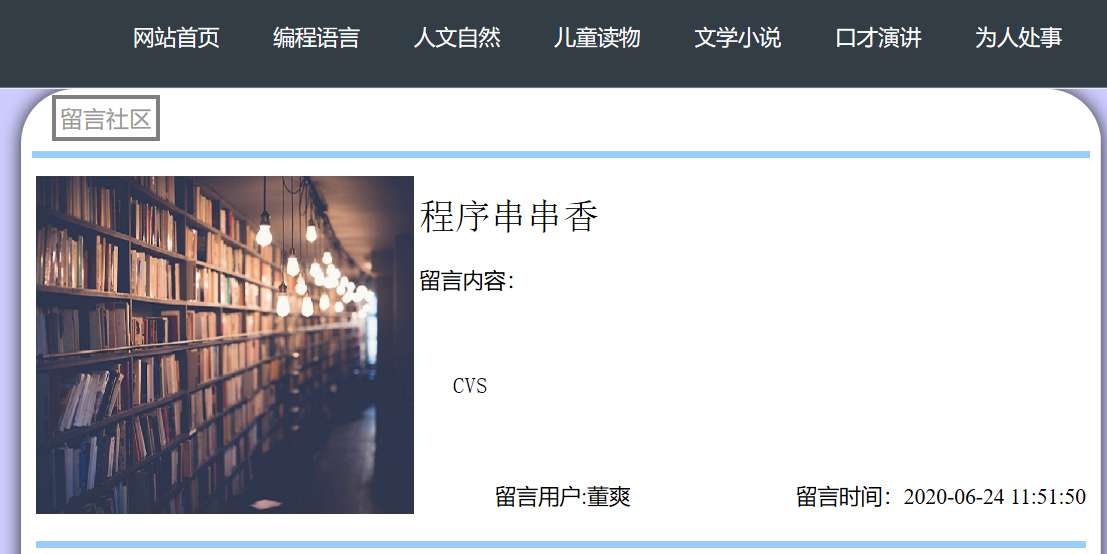 网站首页 编程语言 人文自然 儿童读物 文学小说 口才演讲 为人处事
留言社区
程序串串香
留言内容：
CVS
留言用户:董爽 留言时间：2020-06-24 11:51:50